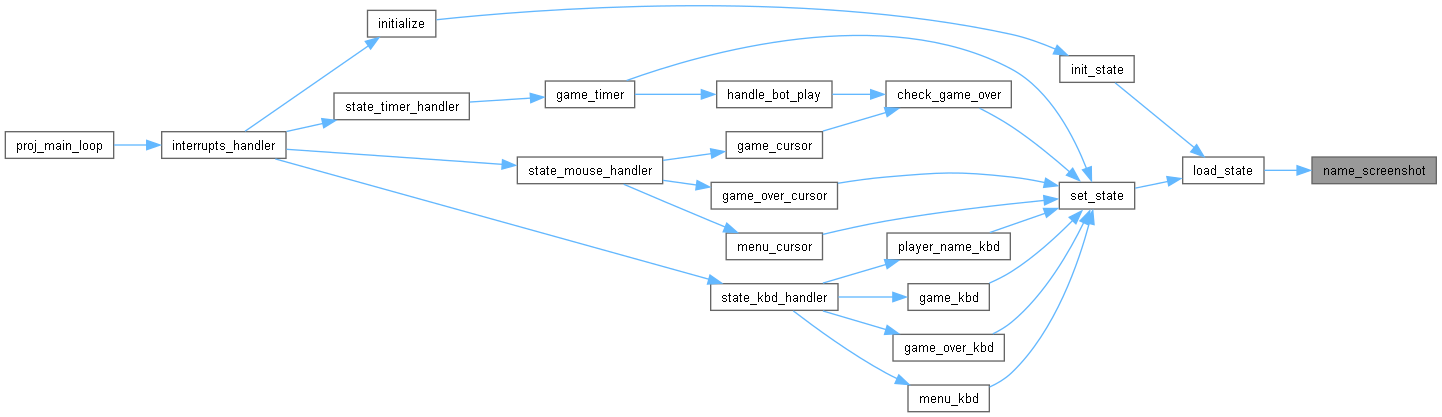 initialize
init_state
game_timer
handle_bot_play
check_game_over
state_timer_handler
proj_main_loop
interrupts_handler
game_cursor
state_mouse_handler
load_state
name_screenshot
game_over_cursor
set_state
menu_cursor
player_name_kbd
state_kbd_handler
game_kbd
game_over_kbd
menu_kbd